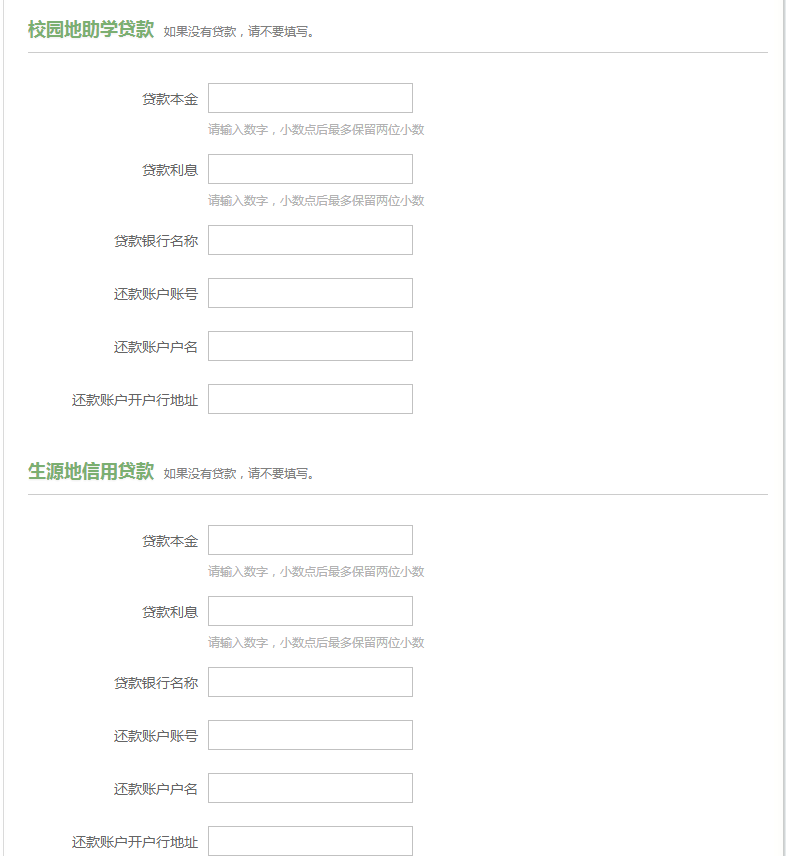 校园地助学贷款 如果没有贷款，请不要填写。
贷款本金
请输入数字，小数点后最多保留两位小数
贷款利息
请输入数字，小数点后最多保留两位小数
贷款银行名称
还款账户账号
还款账户户名
还款账户开户行地址
生源地信用贷款 如果没有贷款，请不要填写。
贷款本金
请输入数字，小数点后最多保留两位小数
贷款利息
请输入数字，小数点后最多保留两位小数
贷款银行名称
还款账户账号
还款账户户名
还款账户开户行地址